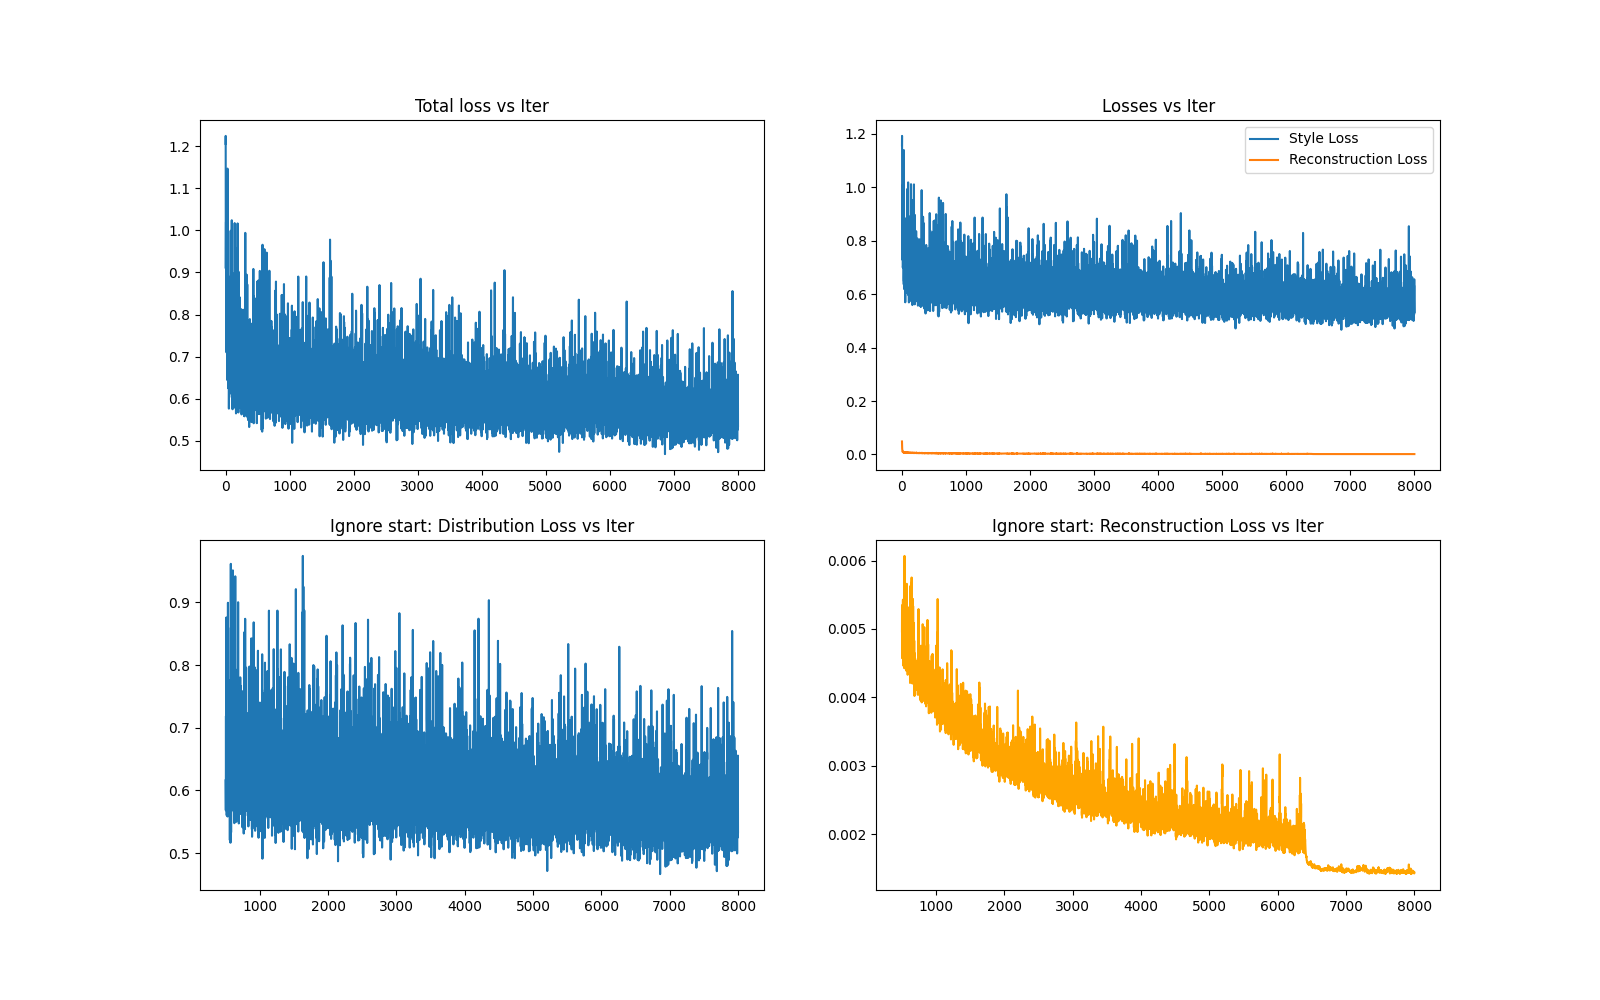 Total loss vs Iter
1.2
1.1
1.0
0.9
0.8
0.7
0.6
0.5
0 1000 2000 3000 4000 5000 6000 7000 8000
Losses vs Iter
Style Loss
Reconstruction Loss
1.2
1.0
0.8
0.6
0.4
0.2
0.0
0 1000 2000 3000 4000 5000 6000 7000 8000
Ignore start: Distribution Loss vs Iter
0.9
0.8
0.7
0.6
0.5
1000 2000 3000 4000 5000 6000 7000 8000
Ignore start: Reconstruction Loss vs Iter
0.006
0.005
0.004
0.003
0.002
1000 2000 3000 4000 5000 6000 7000 8000